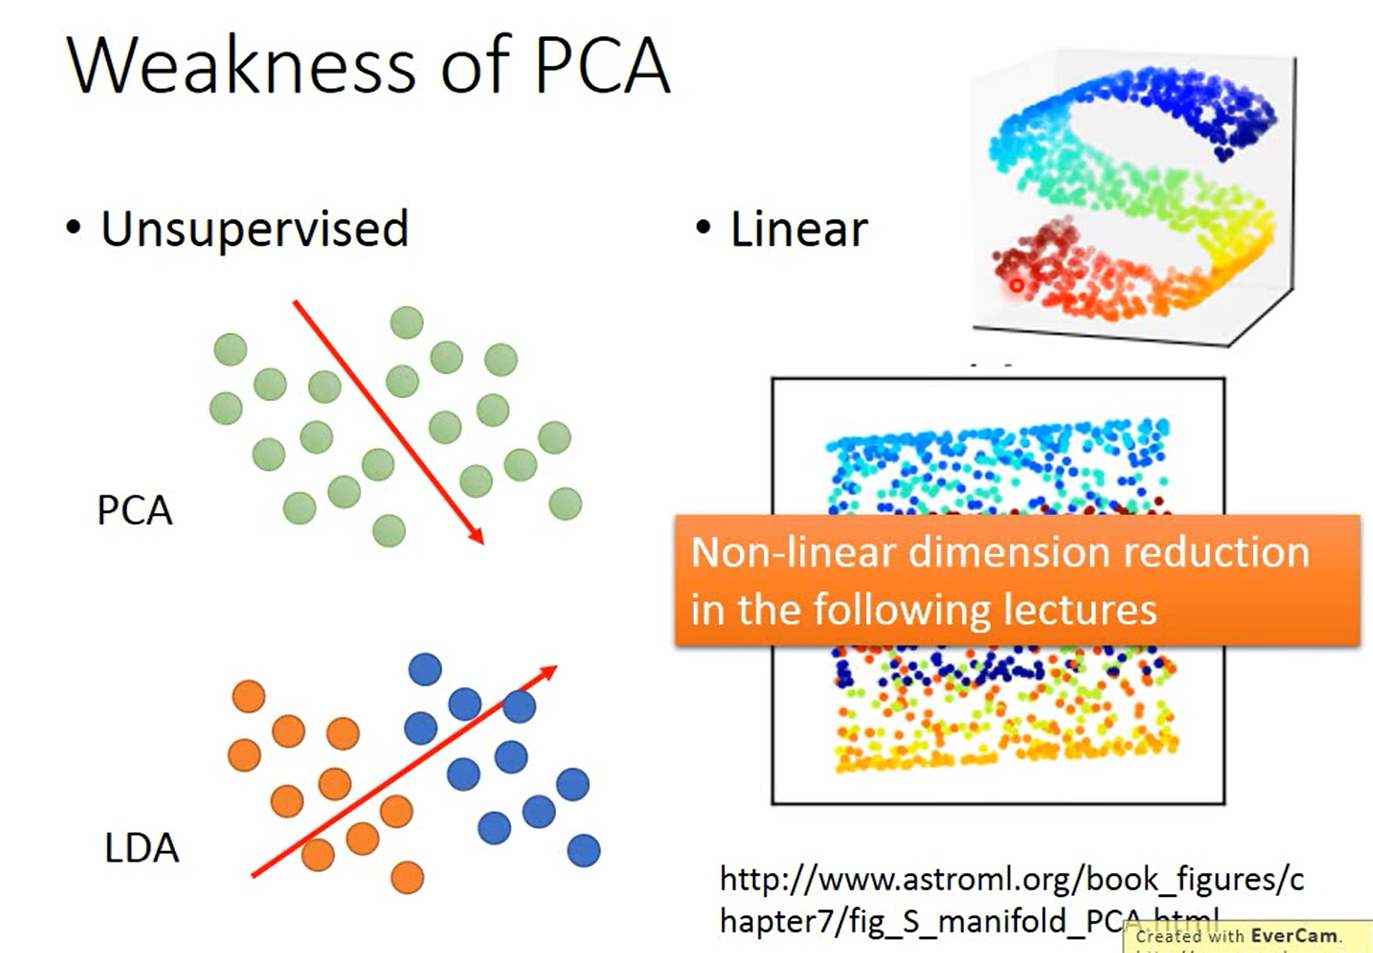 Weakness of PCA
• Unsupervised
• Linear
PCA
LDA
Non-linear dimension reduction
in the following lectures
http://www.astroml.org/book_figures/c
hapter7/fig_S_manifold_PCA.html
Created with EverCam.